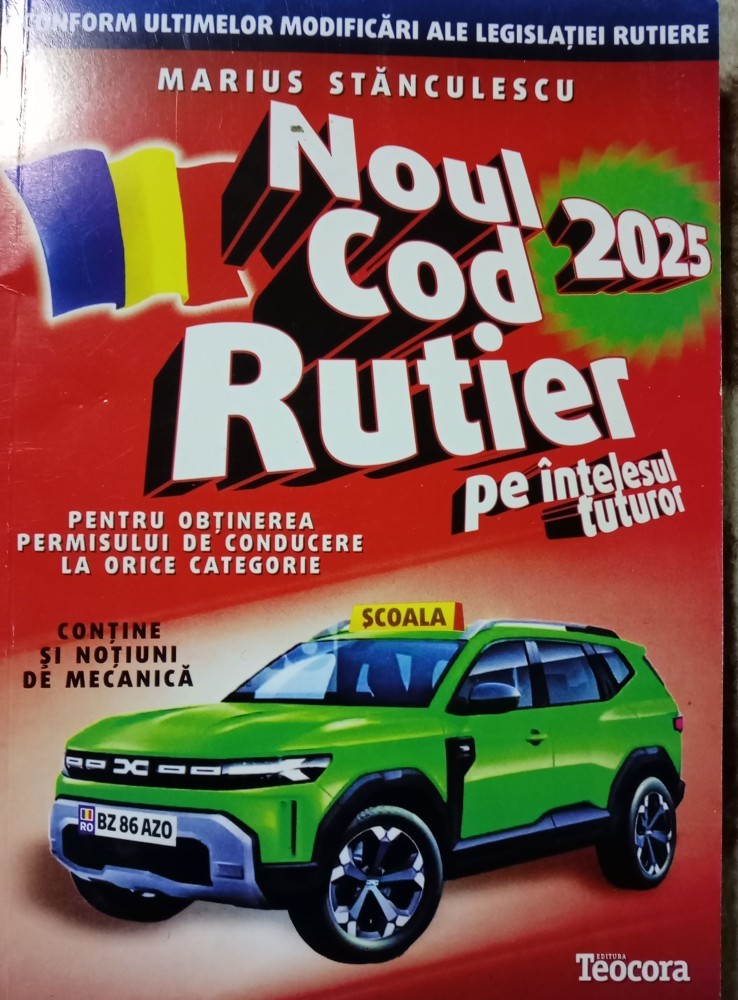 CONFORM ULTIMELOR MODIFICĂRI ALE LEGISLAȚIEI RUTIERE
MARIUS STĂNCULESCU
Noul
Cod
2025
Rutier
pe întelesul
tuturor
PENTRU OBȚINEREA
PERMISULUI DE CONDUCERE
LA ORICE CATEGORIE
CONȚINE
ȘI NOȚIUNI
DE MECANICĂ
ȘCOALA
RO
BZ 86 AZO
EDITURA
Teocora